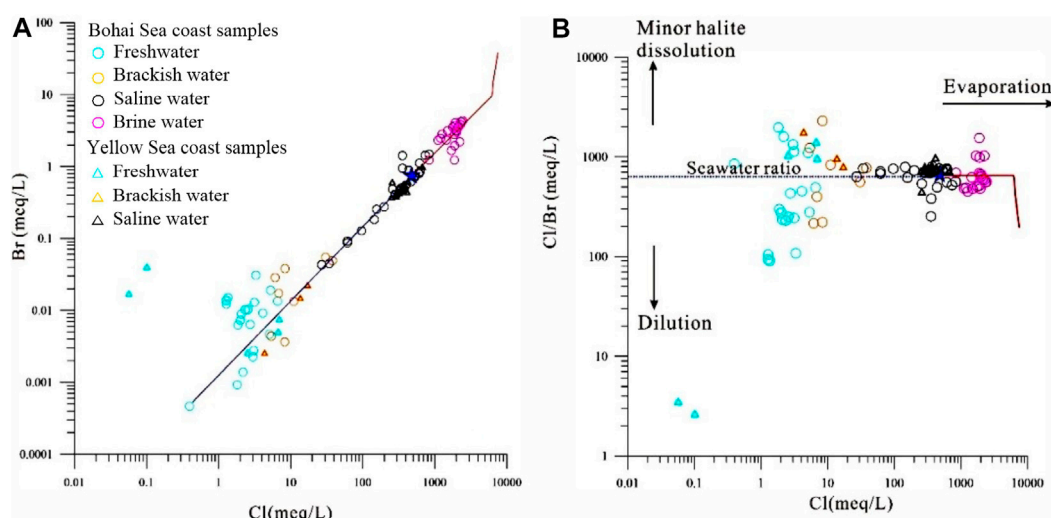 A
Bohai Sea coast samples
Freshwater
Brackish water
Saline water
Brine water
Yellow Sea coast samples
Freshwater
Brackish water
Saline water
Br (meq/L)
100
10
1
0.1
0.01
0.001
0.0001
0.01
0.1
1
10
100
1000
10000
Cl(meq/L)
B
Minor halite
dissolution
Evaporation
Seawater ratio
Dilution
Cl/Br (meq/L)
10000
1000
100
10
1
0.01
0.1
1
10
100
1000
10000
Cl(meq/L)